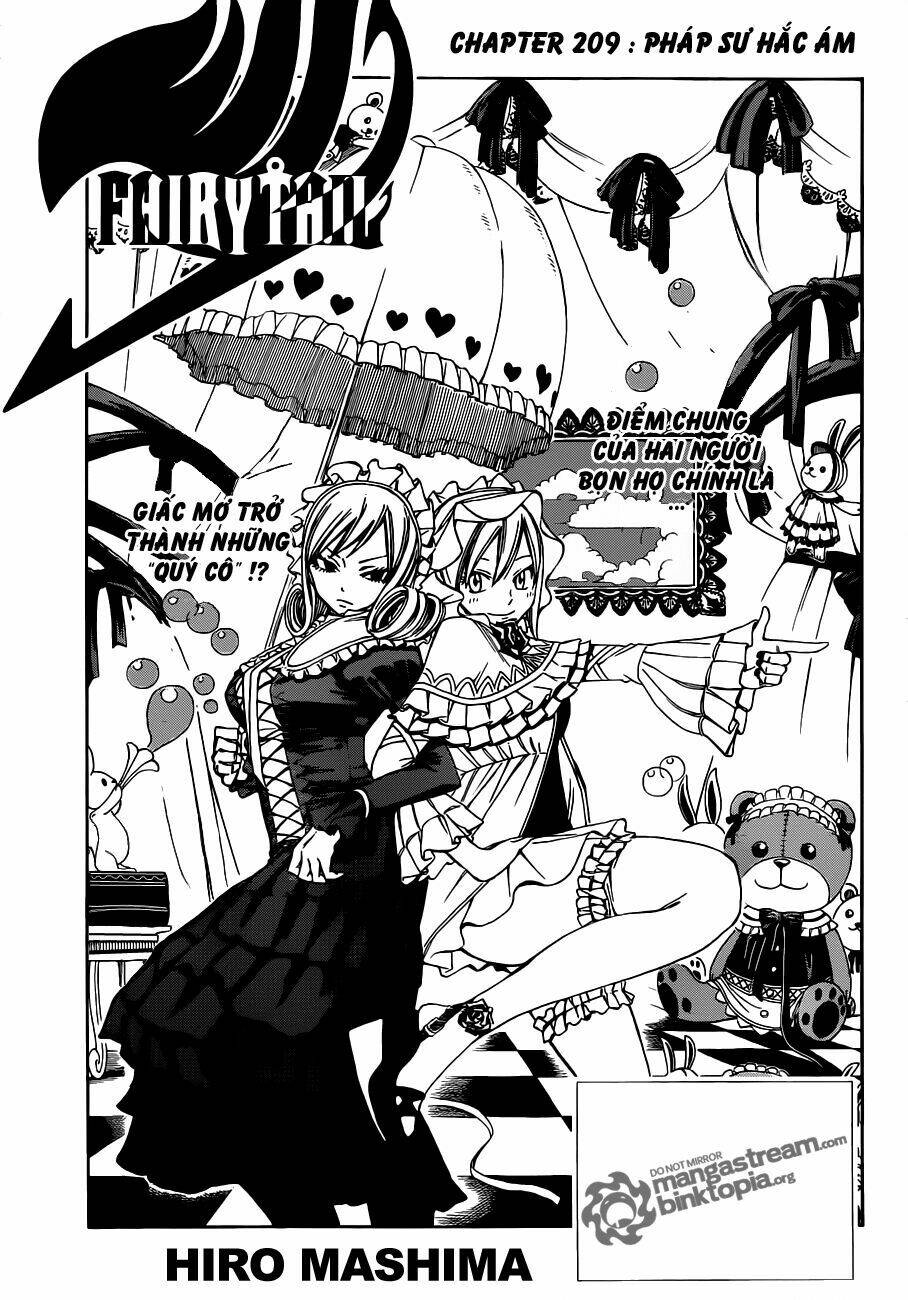 CHAPTER 209 : PHÁP SƯ HẮC ÁM
FAIRY TAIL
ĐIỂM CHUNG
CỦA HAI NGƯỜI
BỌN HỌ CHÍNH LÀ
...
GIẤC MƠ TRỞ
THÀNH NHỮNG
"QUÝ CÔ" !?
DO NOT MIRROR
mangastream.com
binktopia.org
HIRO MASHIMA